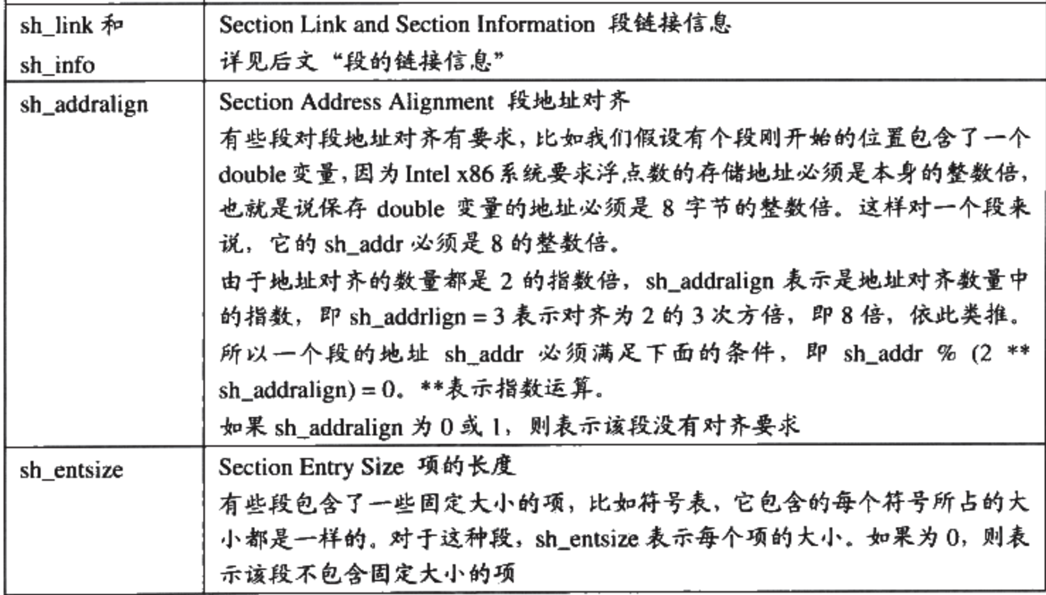 sh_link 和
sh_info
Section Link and Section Information 段链接信息
详见后文“段的链接信息”
sh_addralign
Section Address Alignment 段地址对齐
有些段对段地址对齐有要求，比如我们假设有个段刚开始的位置包含了一个
double 变量，因为 Intel x86 系统要求浮点数的存储地址必须是本身的整数倍，
也就是说保存 double 变量的地址必须是 8 字节的整数倍。这样对一个段来
说，它的 sh_addr 必须是 8 的整数倍。
由于地址对齐的数量都是 2 的指数倍，sh_addralign 表示是地址对齐数量中
的指数，即 sh_addrlign = 3 表示对齐为 2 的 3 次方倍，即 8 倍，依此类推。
所以一个段的地址 sh_addr 必须满足下面的条件，即 sh_addr % (2 **
sh_addralign) = 0。**表示指数运算。
如果 sh_addralign 为 0 或 1，则表示该段没有对齐要求
sh_entsize
Section Entry Size 项的长度
有些段包含了一些固定大小的项，比如符号表，它包含的每个符号所占的大
小都是一样的。对于这种段，sh_entsize 表示每个项的大小。如果为 0，则表
示该段不包含固定大小的项